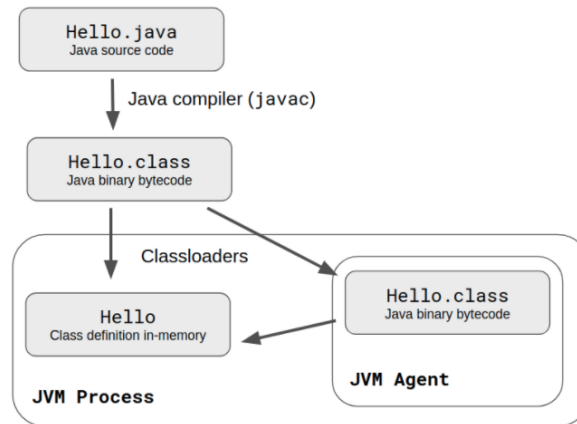 Hello.java
Java source code
Java compiler (javac)
Hello.class
Java binary bytecode
Classloaders
Hello
Class definition in-memory
Hello.class
Java binary bytecode
JVM Agent
JVM Process